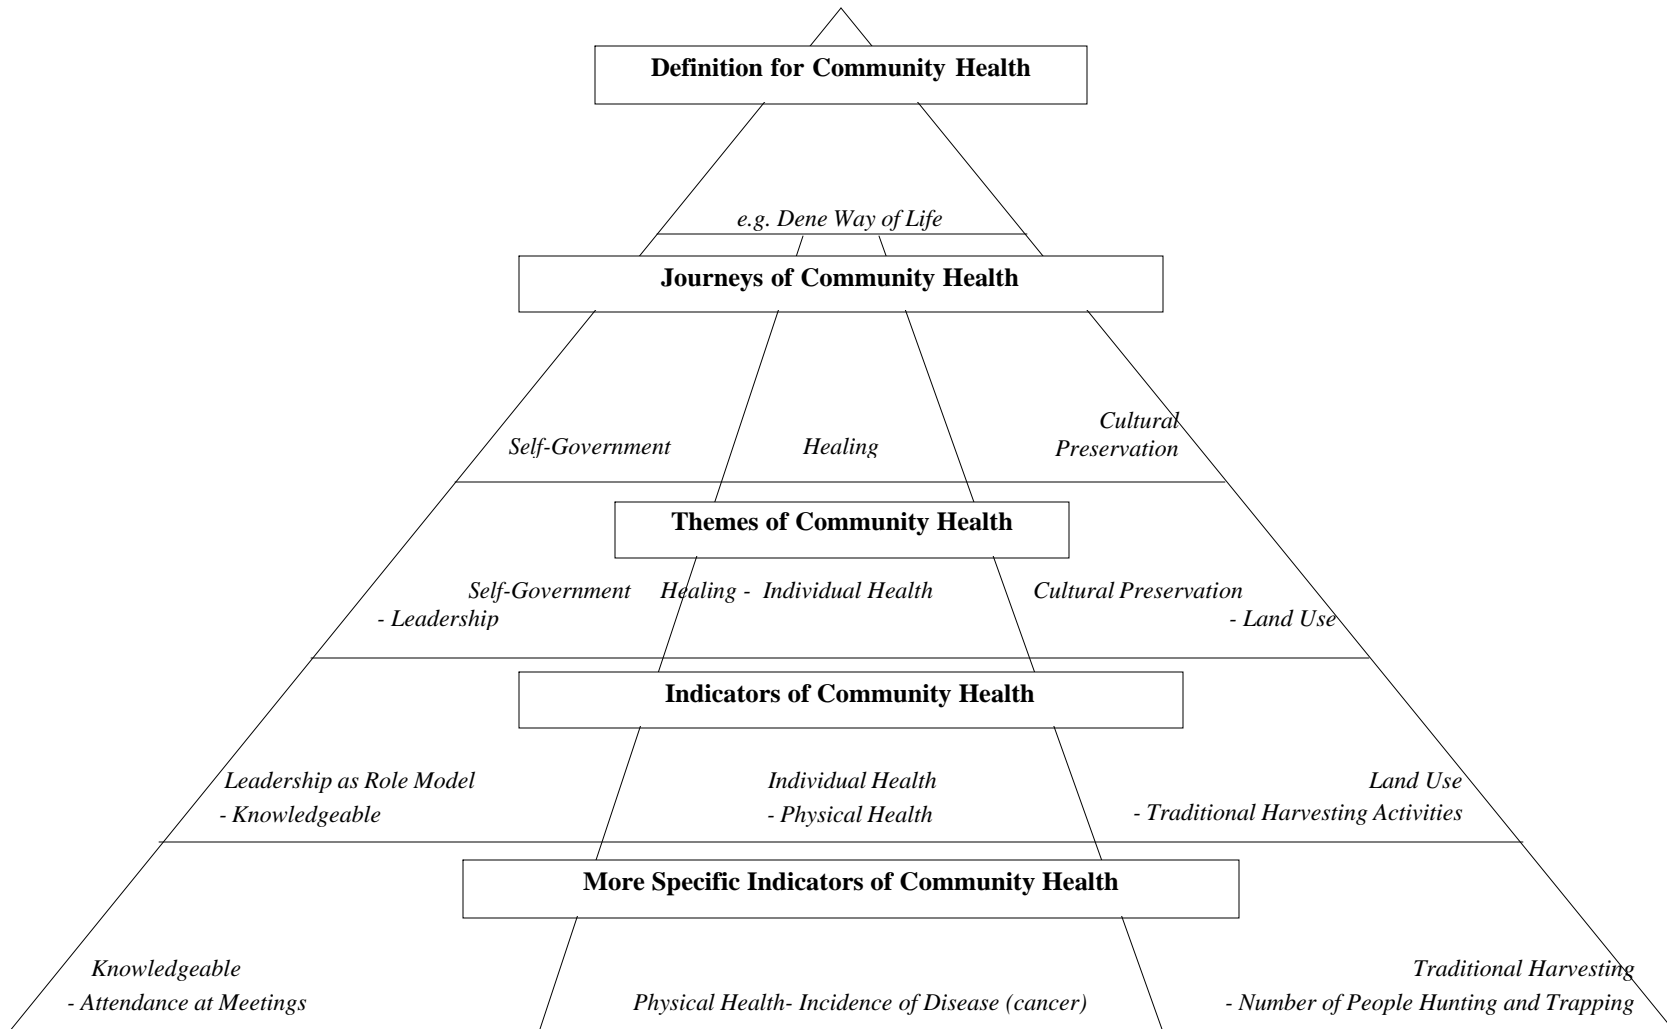 Definition for Community Health
e.g. Dene Way of Life
Journeys of Community Health
Self-Government
Healing
Cultural
Preservation
Themes of Community Health
Self-Government
- Leadership
Healing - Individual Health
Cultural Preservation
- Land Use
Indicators of Community Health
Leadership as Role Model
- Knowledgeable
Individual Health
- Physical Health
Land Use
- Traditional Harvesting Activities
More Specific Indicators of Community Health
Knowledgeable
- Attendance at Meetings
Physical Health- Incidence of Disease (cancer)
Traditional Harvesting
- Number of People Hunting and Trapping